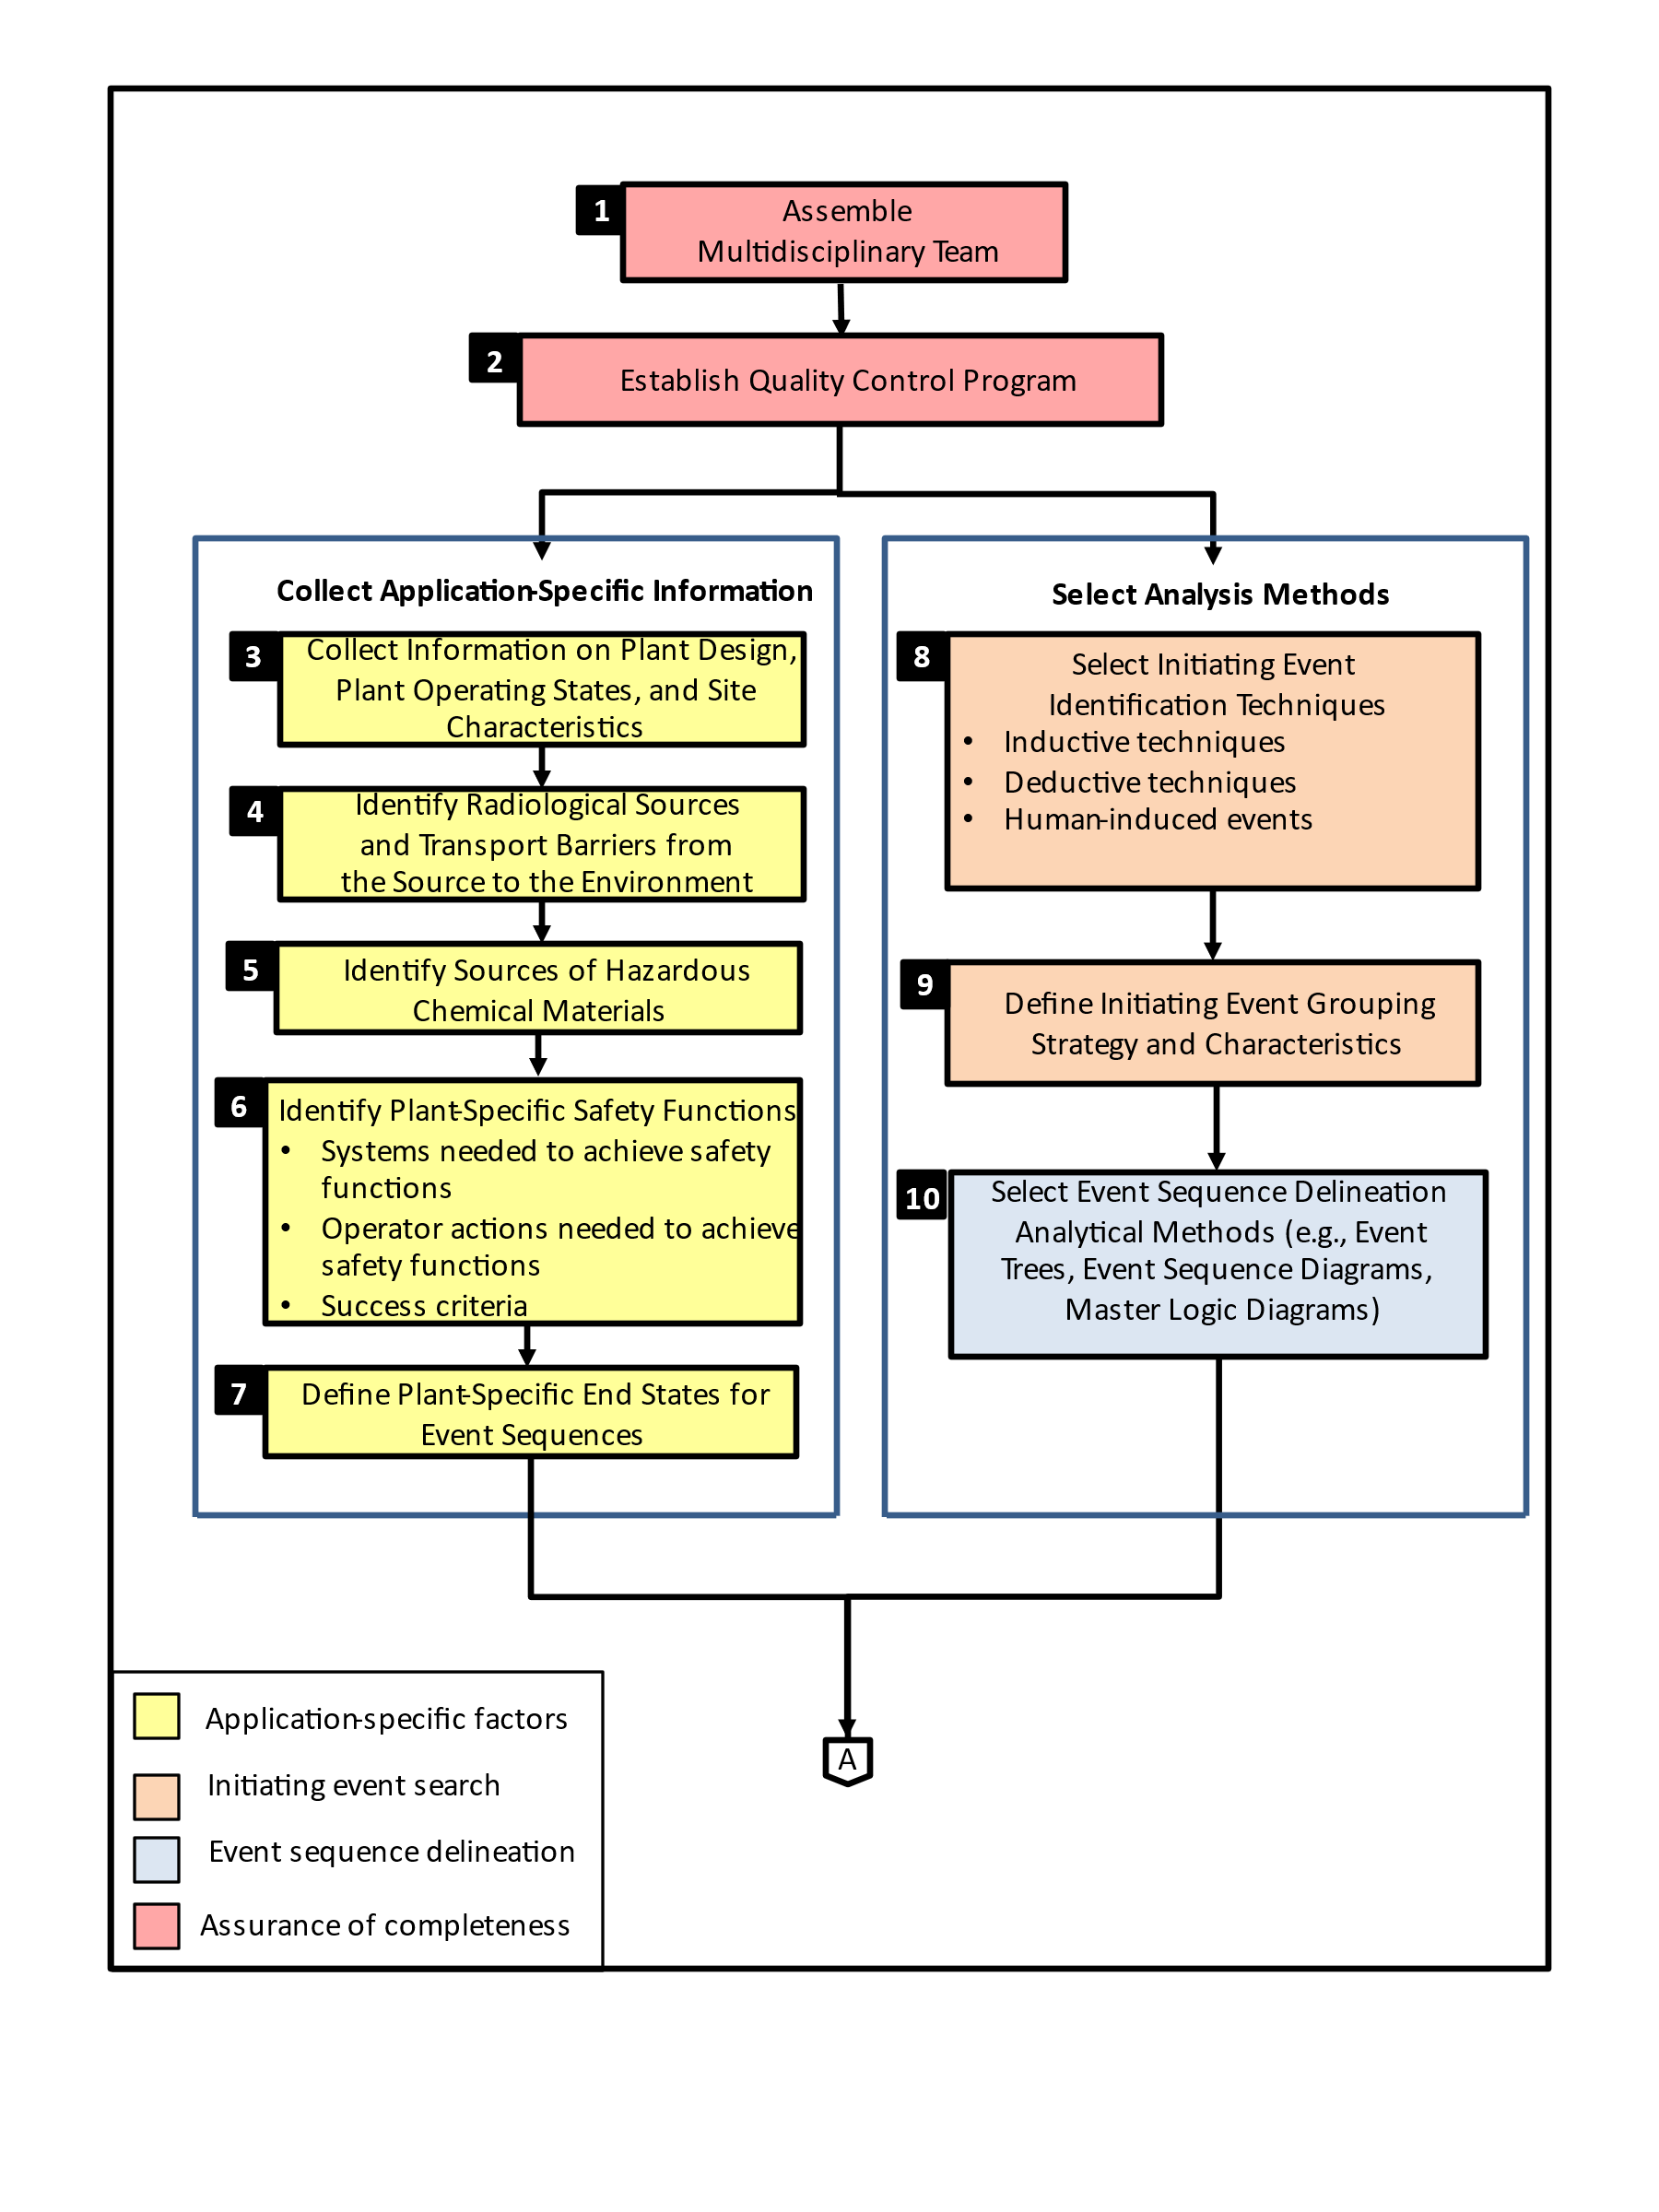 1
Assemble
Multidisciplinary Team
2
Establish Quality Control Program
Collect Application-Specific Information
3
Collect Information on Plant Design,
Plant Operating States, and Site
Characteristics
4
Identify Radiological Sources
and Transport Barriers from
the Source to the Environment
5
Identify Sources of Hazardous
Chemical Materials
6
Identify Plant-Specific Safety Functions
• Systems needed to achieve safety
functions
• Operator actions needed to achieve
safety functions
• Success criteria
7
Define Plant-Specific End States for
Event Sequences
Select Analysis Methods
8
Select Initiating Event
Identification Techniques
• Inductive techniques
• Deductive techniques
• Human-induced events
9
Define Initiating Event Grouping
Strategy and Characteristics
10
Select Event Sequence Delineation
Analytical Methods (e.g., Event
Trees, Event Sequence Diagrams,
Master Logic Diagrams)
A
Application-specific factors
Initiating event search
Event sequence delineation
Assurance of completeness